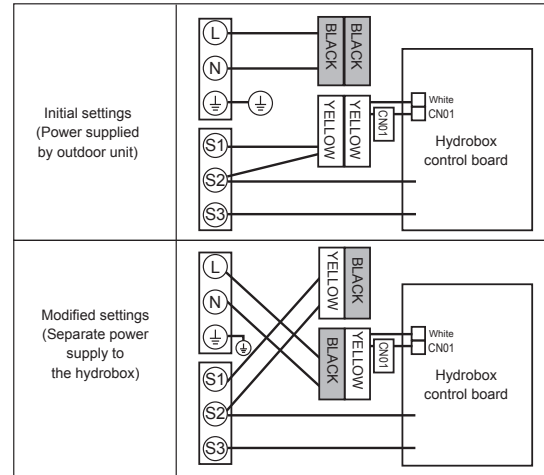 Initial settings
(Power supplied
by outdoor unit)
L
N
S1
S2
S3
BLACK
BLACK
YELLOW
YELLOW
CN01
White
CN01
Hydrobox
control board
Modified settings
(Separate power
supply to
the hydrobox)
L
N
S1
S2
S3
YELLOW
BLACK
BLACK
YELLOW
CN01
White
CN01
Hydrobox
control board